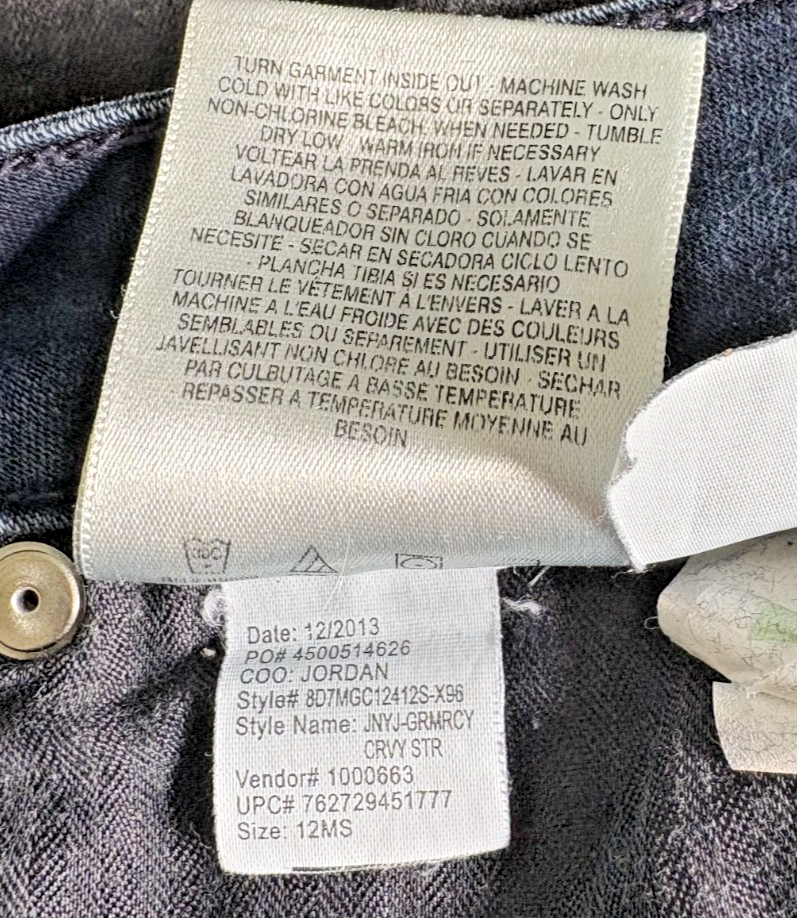 TURN GARMENT INSIDE OUT - MACHINE WASH
COLD WITH LIKE COLORS OR SEPARATELY - ONLY
NON-CHLORINE BLEACH, WHEN NEEDED - TUMBLE
DRY LOW WARM IRON IF NECESSARY
VOLTEAR LA PRENDA AL REVES - LAVAR EN
LAVADORA CON AGUA FRIA CON COLORES
SIMILARES O SEPARADO - SOLAMENTE
BLANQUEADOR SIN CLORO CUANDO SE
NECESITE - SECAR EN SECADORA CICLO LENTO
- PLANCHA TIBIA SI ES NECESARIO
TOURNER LE VÊTEMENT À L'ENVERS - LAVER A LA
MACHINE A L'EAU FROIDE AVEC DES COULEURS
SEMBLABLES OU SEPAREMENT - UTILISER UN
JAVELLISANT NON CHLORE AU BESOIN - SECHAR
PAR CULBUTAGE A BASSE TEMPERATURE
REPASSER A TEMPERATURE MOYENNE AU
BESOIN
Date: 12/2013
PO# 4500514626
COO: JORDAN
Style# 8D7MGC12412S-X96
Style Name: JNYJ-GRMRCY
CRVY STR
Vendor# 1000663
UPC# 762729451777
Size: 12MS